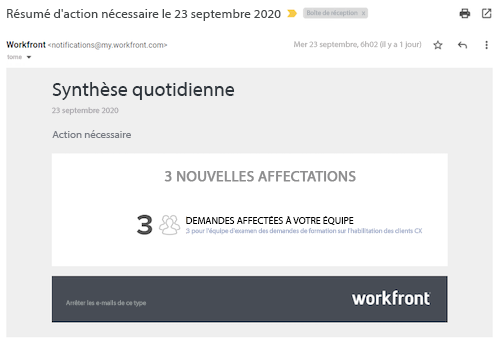 Résumé d'action nécessaire le 23 septembre 2020 Boîte de réception x
Workfront <notifications@my.workfront.com> Mer 23 septembre, 6h02 (Il y a 1 jour)
tome
Synthèse quotidienne
23 septembre 2020
Action nécessaire
3 NOUVELLES AFFECTATIONS
3 DEMANDES AFFECTÉES À VOTRE ÉQUIPE
3 pour l'équipe d'examen des demandes de formation sur l'habilitation des clients CX
Arrêter les e-mails de ce type workfront